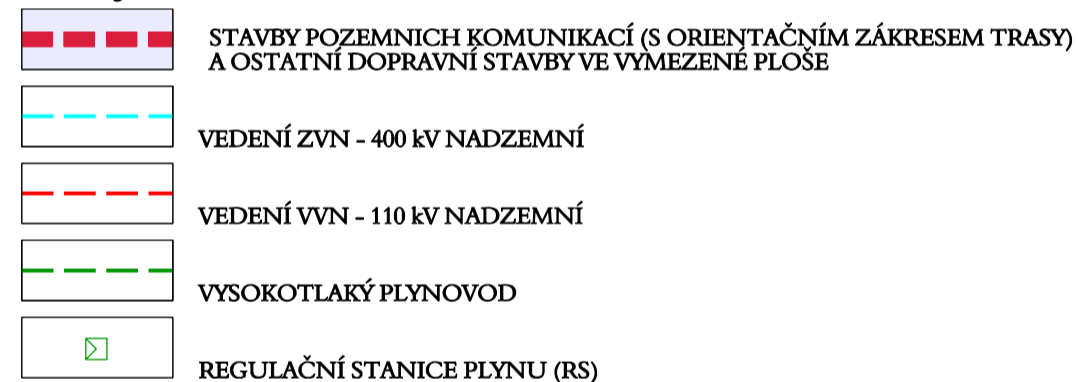 STAVBY POZEMNICH KOMUNIKACÍ (S ORIENTAČNÍM ZÁKRESEM TRASY)
A OSTATNÍ DOPRAVNÍ STAVBY VE VYMEZENÉ PLOŠE
VEDENÍ ZVN - 400 kV NADZEMNÍ
VEDENÍ VVN - 110 kV NADZEMNÍ
VYSOKOTLAKÝ PLYNOVOD
REGULAČNÍ STANICE PLYNU (RS)